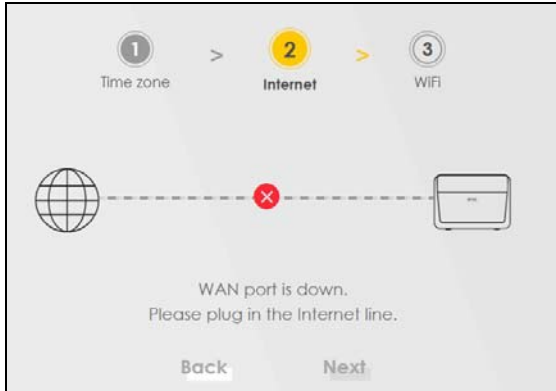 1
>
2
>
3
Time zone
Internet
WiFi
WAN port is down.
Please plug in the Internet line.
Back
Next